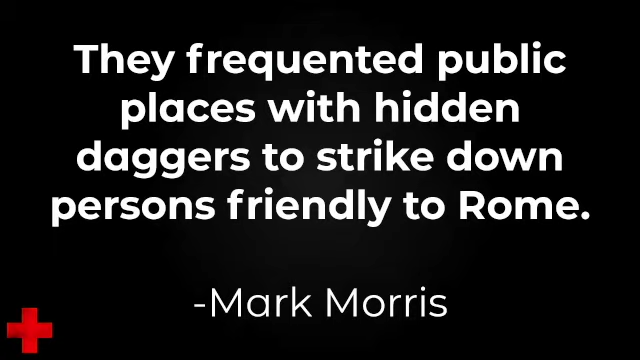 They frequented public
places with hidden
daggers to strike down
persons friendly to Rome.
-Mark Morris